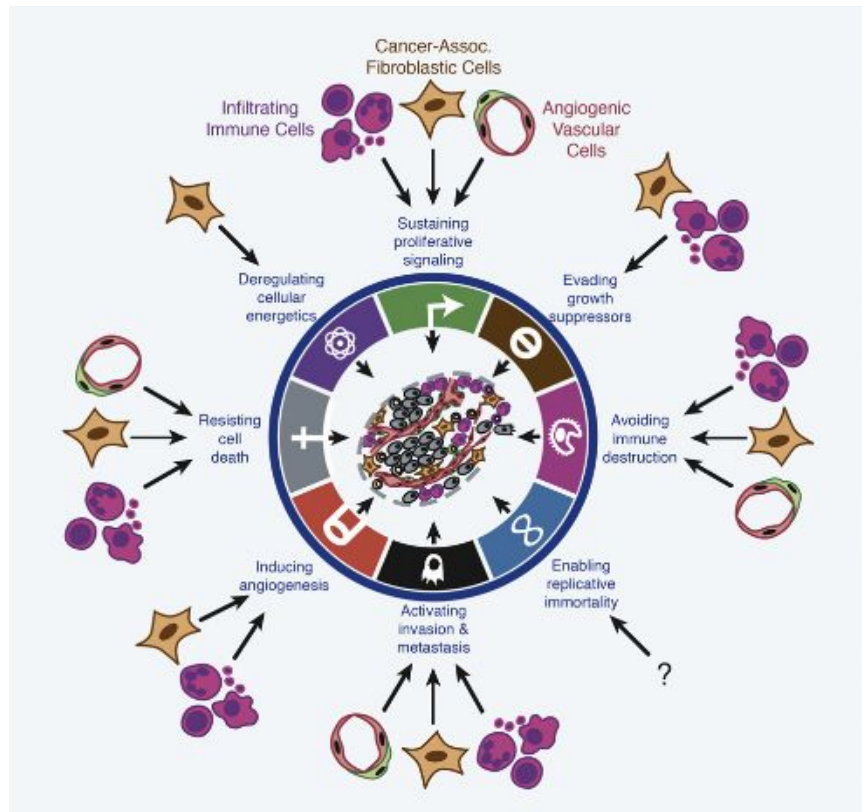 Cancer-Assoc.
Fibroblastic Cells
Infiltrating
Immune Cells
Angiogenic
Vascular
Cells
Sustaining
proliferative
signaling
Deregulating
cellular
energetics
Evading
growth
suppressors
Resisting
cell
death
Avoiding
immune
destruction
Inducing
angiogenesis
Enabling
replicative
immortality
Activating
invasion &
metastasis
?